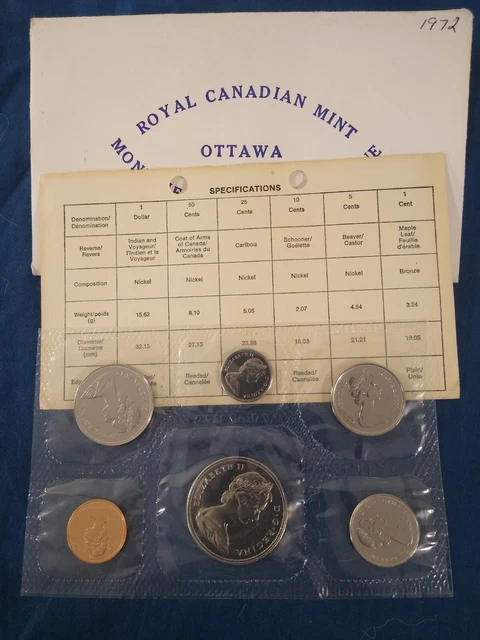 1972
ROYAL CANADIAN MINT
OTTAWA
SPECIFICATIONS
Denomination/ Dénomination 1 Dollar 50 Cents 25 Cents 10 Cents 5 Cents 1 Cent
Reverse/ Revers Indian and Voyageur/ l'Indien et le Voyageur Coat of Arms of Canada/ Armoiries du Canada Caribou Schooner/ Goélette Beaver/ Castor Maple Leaf/ Feuille d'érable
Composition Nickel Nickel Nickel Nickel Nickel Bronze
Weight/poids (g) 15.62 8.10 5.05 2.07 4.54 3.24
Diameter/ Diamètre (mm) 32.13 27.13 23.88 18.03 21.21 19.05
Reeded/ Cannelée Reeded/ Cannelée Plain/ Unie
ELIZABETH II
ELIZABETH II D·G·REGINA